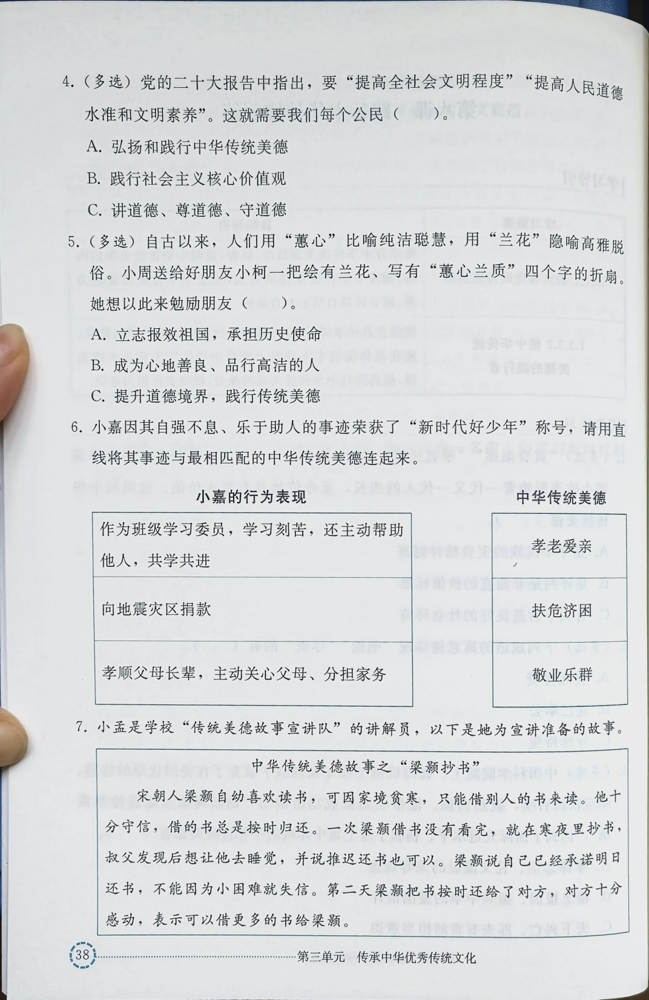 4.（多选）党的二十大报告中指出，要“提高全社会文明程度”“提高人民道德
水准和文明素养”。这就需要我们每个公民（　　）。
A. 弘扬和践行中华传统美德
B. 践行社会主义核心价值观
C. 讲道德、尊道德、守道德
5.（多选）自古以来，人们用“蕙心”比喻纯洁聪慧，用“兰花”隐喻高雅脱
俗。小周送给好朋友小柯一把绘有兰花、写有“蕙心兰质”四个字的折扇。
她想以此来勉励朋友（　　）。
A. 立志报效祖国，承担历史使命
B. 成为心地善良、品行高洁的人
C. 提升道德境界，践行传统美德
6. 小嘉因其自强不息、乐于助人的事迹荣获了“新时代好少年”称号，请用直
线将其事迹与最相匹配的中华传统美德连起来。
小嘉的行为表现　中华传统美德
作为班级学习委员，学习刻苦，还主动帮助
他人，共学共进
孝老爱亲
向地震灾区捐款
扶危济困
孝顺父母长辈，主动关心父母、分担家务
敬业乐群
7. 小孟是学校“传统美德故事宣讲队”的讲解员，以下是她为宣讲准备的故事。
中华传统美德故事之“梁颢抄书”
宋朝人梁颢自幼喜欢读书，可因家境贫寒，只能借别人的书来读。他十
分守信，借的书总是按时归还。一次梁颢借书没有看完，就在寒夜里抄书，
叔父发现后想让他去睡觉，并说推迟还书也可以。梁颢说自己已经承诺明日
还书，不能因为小困难就失信。第二天梁颢把书按时还给了对方，对方十分
感动，表示可以借更多的书给梁颢。
38　第三单元　传承中华优秀传统文化